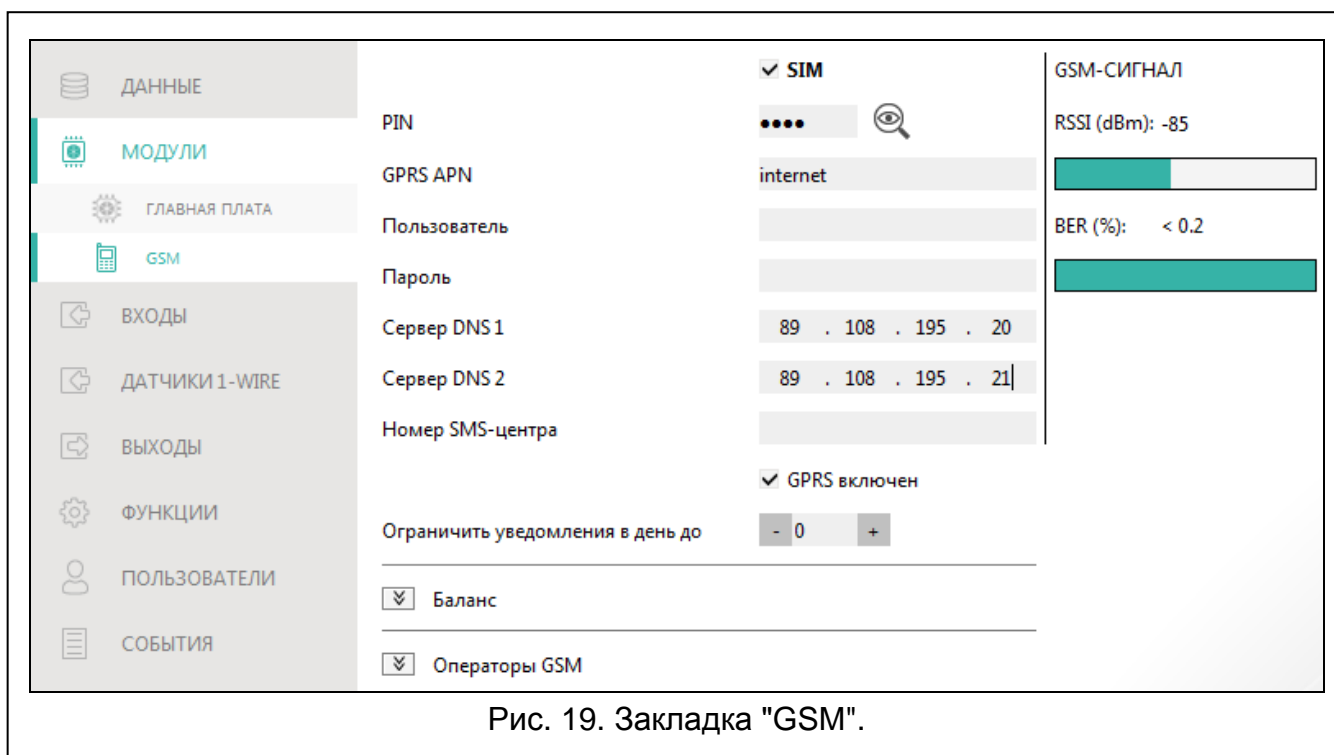 ДАННЫЕ
МОДУЛИ
ГЛАВНАЯ ПЛАТА
GSM
ВХОДЫ
ДАТЧИКИ 1-WIRE
ВЫХОДЫ
ФУНКЦИИ
ПОЛЬЗОВАТЕЛИ
СОБЫТИЯ
SIM
PIN ••••
GPRS APN internet
Пользователь
Пароль
Сервер DNS 1 89 . 108 . 195 . 20
Сервер DNS 2 89 . 108 . 195 . 21
Номер SMS-центра
GPRS включен
Ограничить уведомления в день до - 0 +
Баланс
Операторы GSM
GSM-СИГНАЛ
RSSI (dBm): -85
BER (%): < 0.2
Рис. 19. Закладка "GSM".